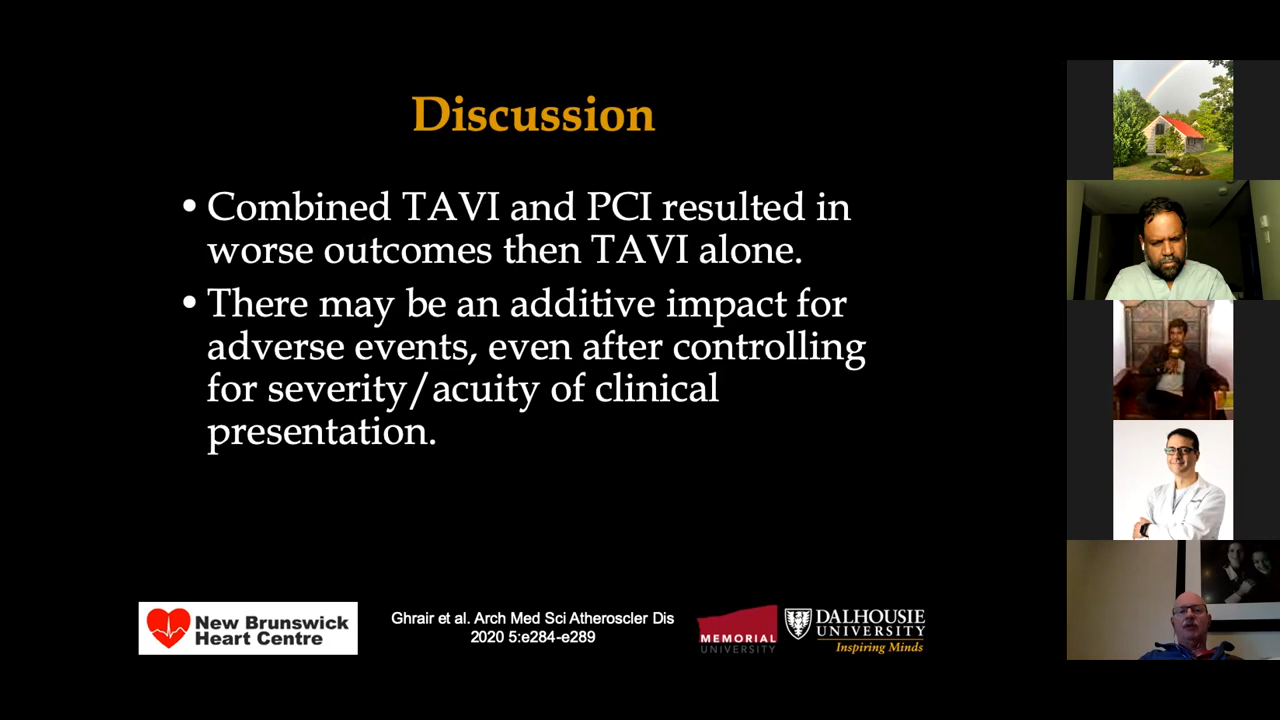 Discussion
• Combined TAVI and PCI resulted in
worse outcomes then TAVI alone.
• There may be an additive impact for
adverse events, even after controlling
for severity/acuity of clinical
presentation.
New Brunswick
Heart Centre
Ghrair et al. Arch Med Sci Atheroscler Dis
2020 5:e284-e289
MEMORIAL
UNIVERSITY
DALHOUSIE
UNIVERSITY
Inspiring Minds